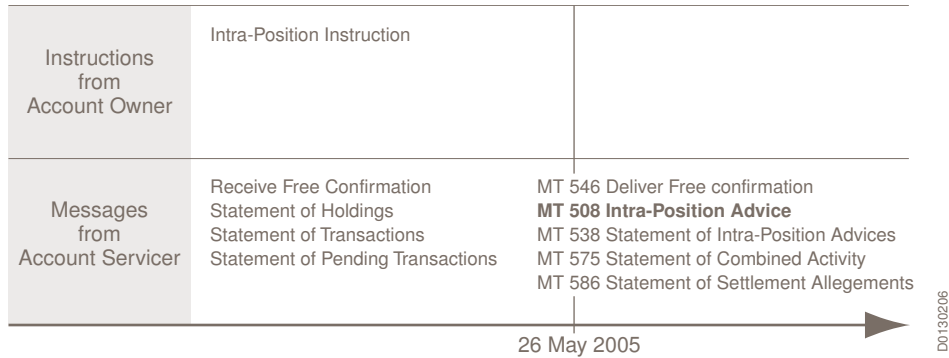 Instructions
from
Account Owner
Intra-Position Instruction
Messages
from
Account Servicer
Receive Free Confirmation
Statement of Holdings
Statement of Transactions
Statement of Pending Transactions
MT 546 Deliver Free confirmation
MT 508 Intra-Position Advice
MT 538 Statement of Intra-Position Advices
MT 575 Statement of Combined Activity
MT 586 Statement of Settlement Allegements
26 May 2005
D0130206